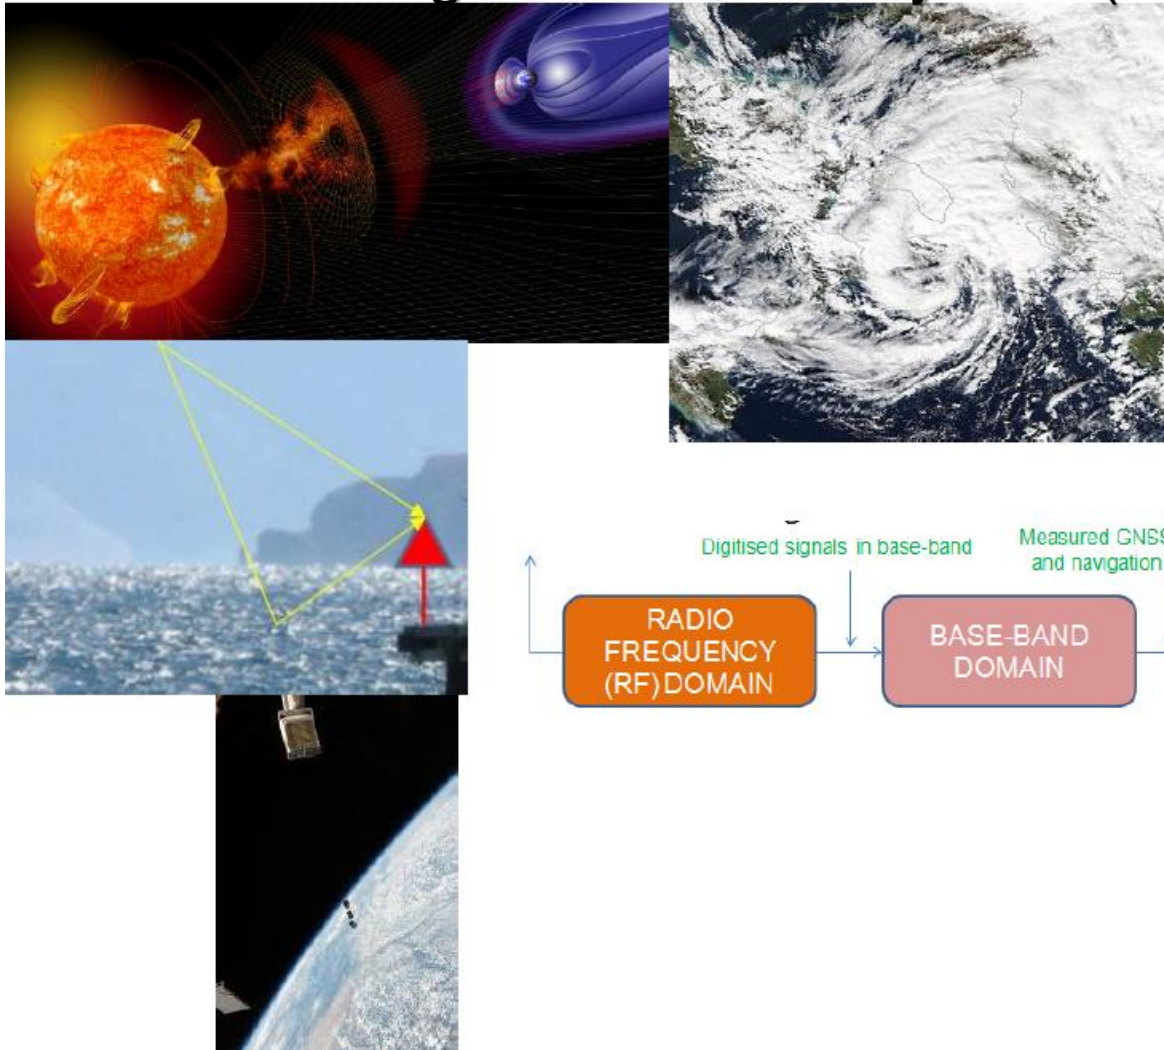 Digitised signals in base-band
Measured GNSS
and navigation
RADIO
FREQUENCY
(RF) DOMAIN
BASE-BAND
DOMAIN